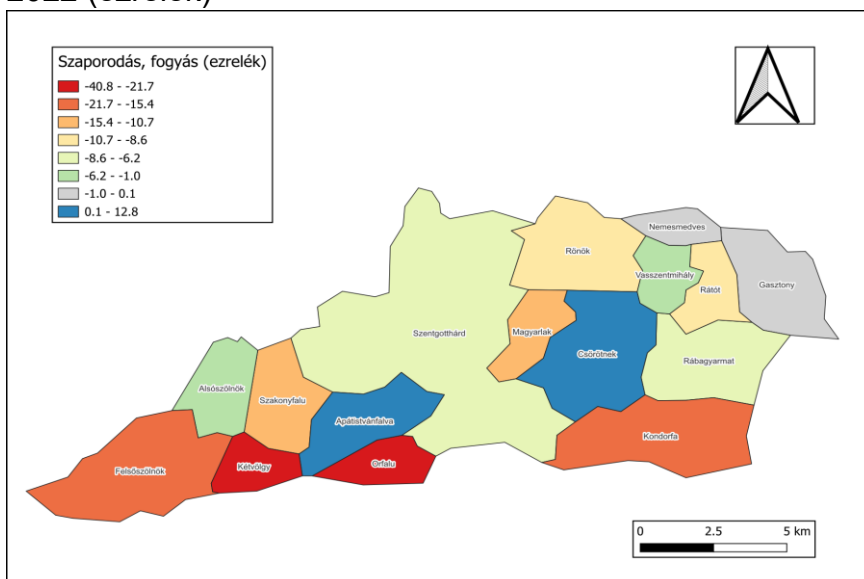 Szaporodás, fogyás (ezrelék)
-40.8 - -21.7
-21.7 - -15.4
-15.4 - -10.7
-10.7 - -8.6
-8.6 - -6.2
-6.2 - -1.0
-1.0 - 0.1
0.1 - 12.8
Nemesmedves
Rönök
Vasszentmihály
Rátót
Gasztony
Szentgotthárd
Magyarlak
Csörötnek
Rábagyarmat
Alsószölnök
Szakonyfalu
Apátistvánfalva
Kondorfa
Felsőszölnök
Kétvölgy
Orfalu
0 2.5 5 km